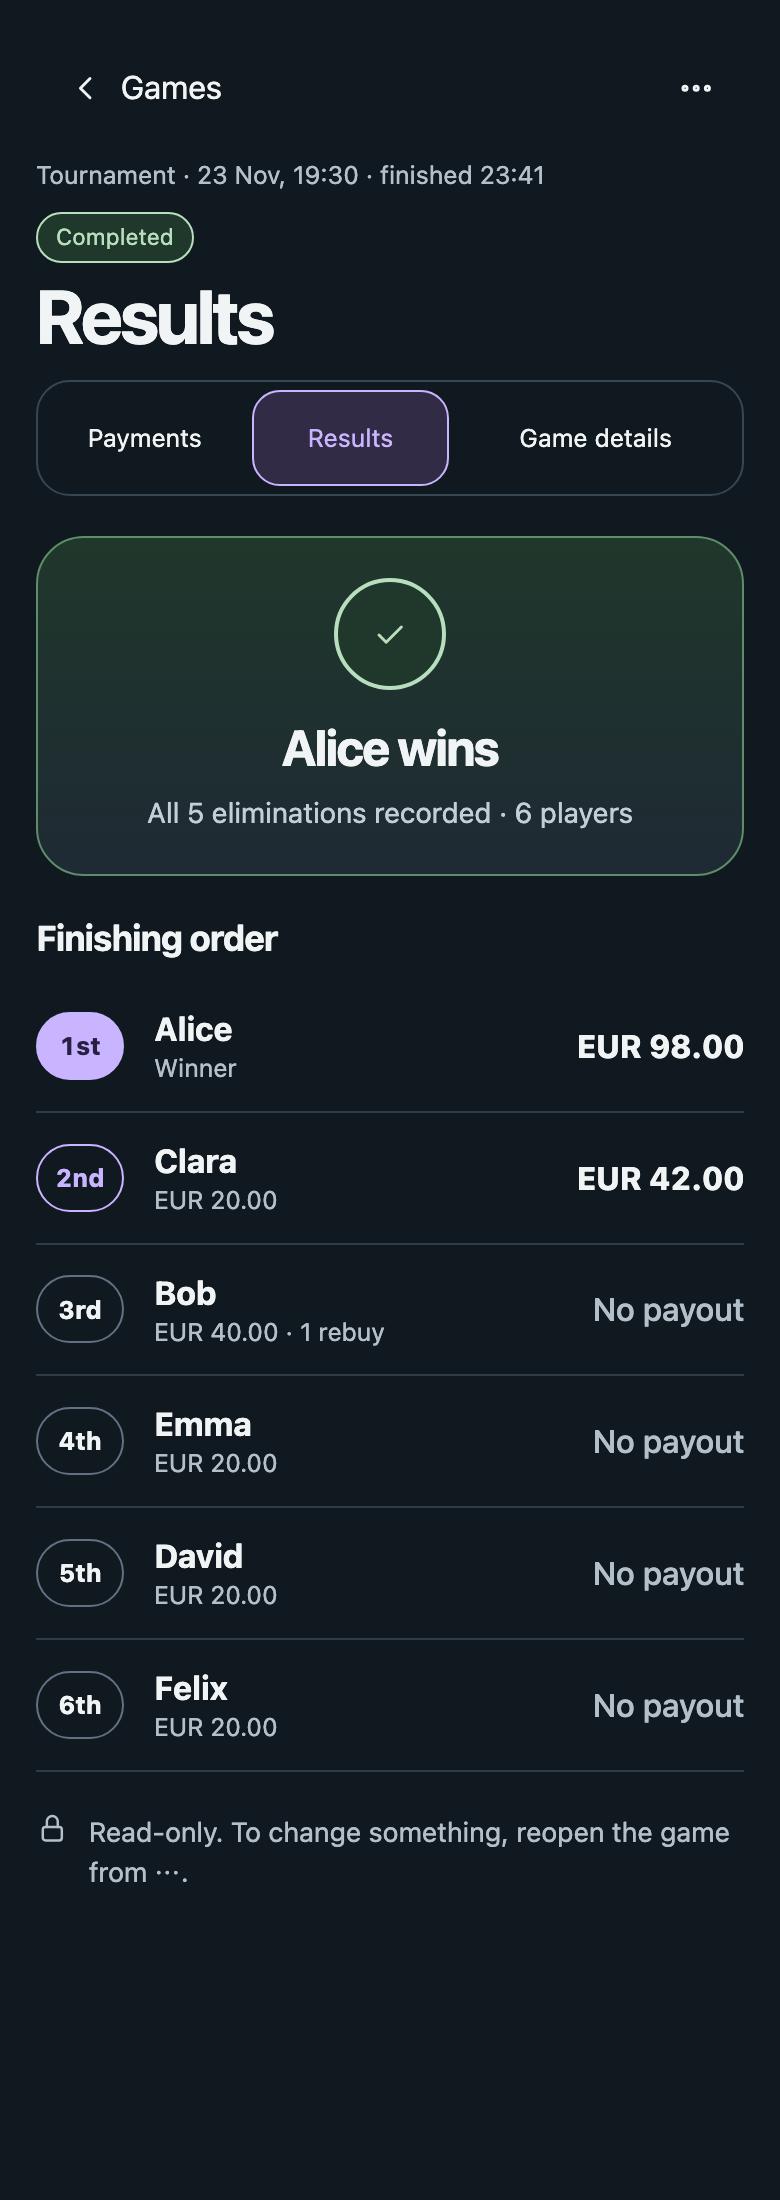 Games
Tournament · 23 Nov, 19:30 · finished 23:41
Completed
Results
Payments Results Game details
Alice wins
All 5 eliminations recorded · 6 players
Finishing order
1st Alice EUR 98.00
Winner
2nd Clara EUR 42.00
EUR 20.00
3rd Bob No payout
EUR 40.00 · 1 rebuy
4th Emma No payout
EUR 20.00
5th David No payout
EUR 20.00
6th Felix No payout
EUR 20.00
Read-only. To change something, reopen the game
from ···.